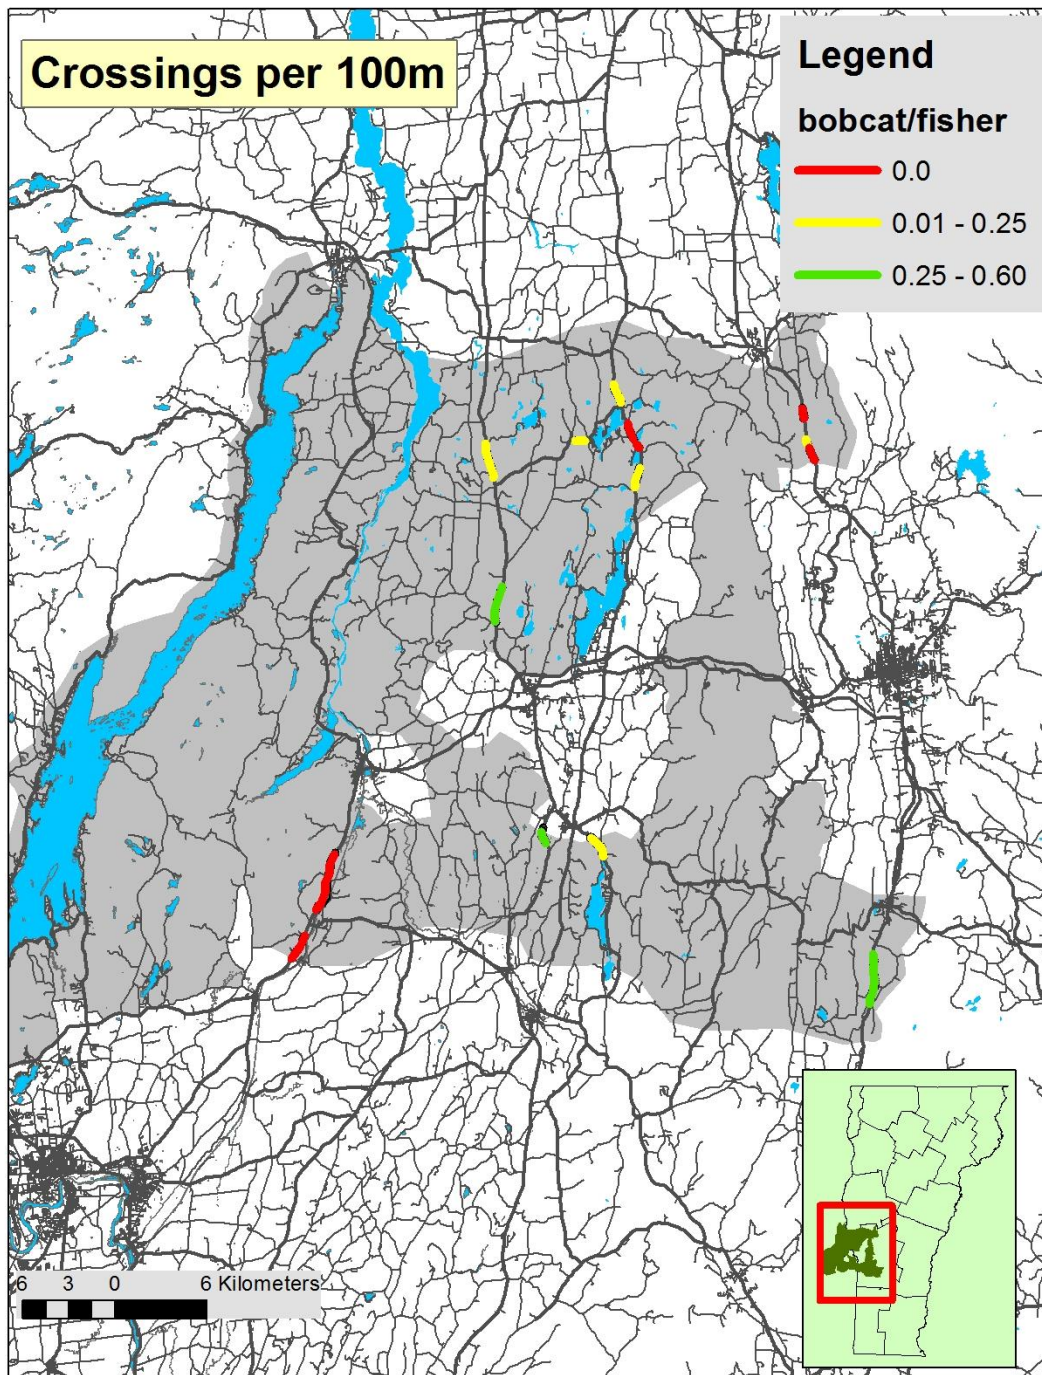 Crossings per 100m
Legend
bobcat/fisher
0.0
0.01 - 0.25
0.25 - 0.60
6 3 0 6 Kilometers